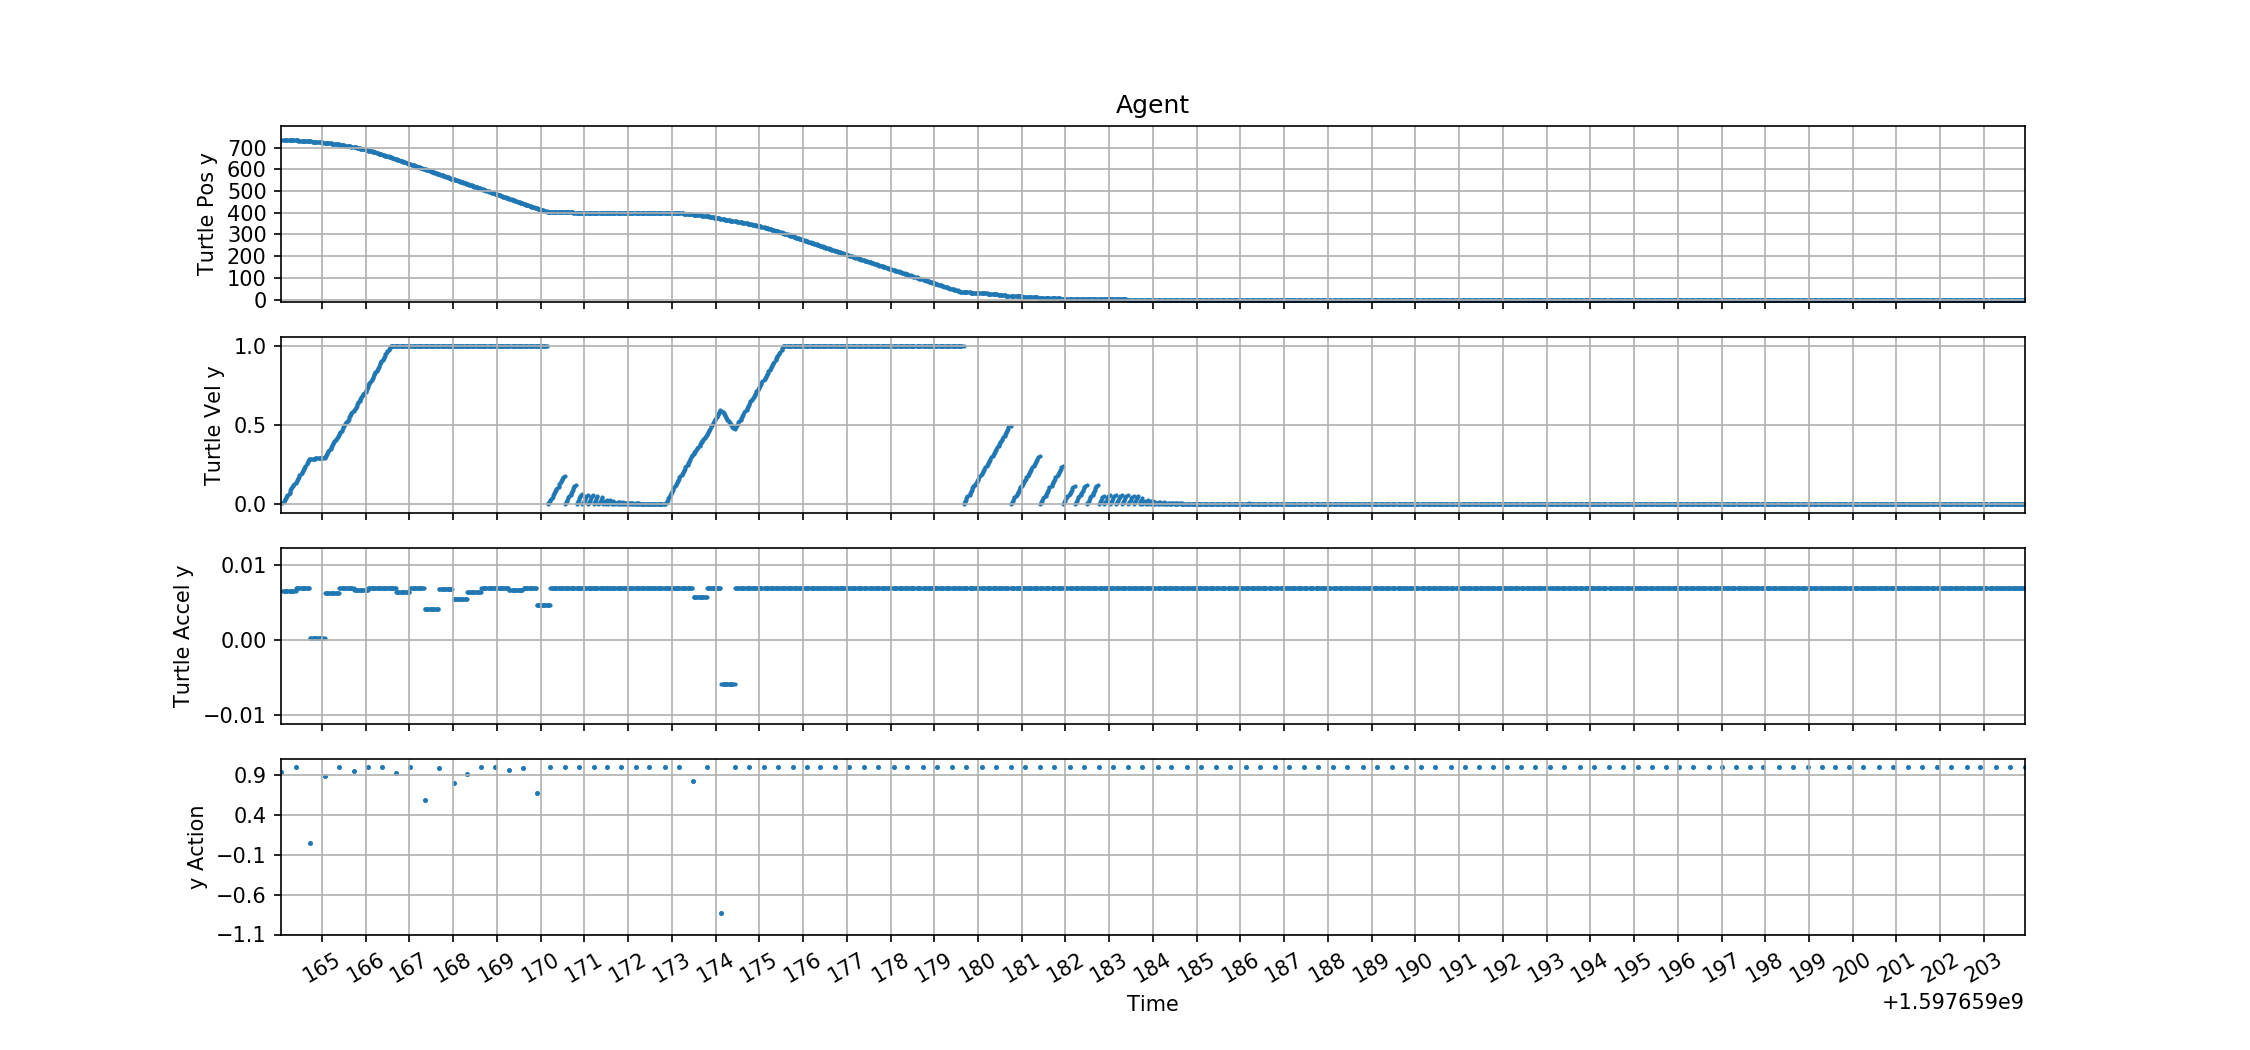 Agent
Turtle Pos y
700
600
500
400
300
200
100
0
Turtle Vel y
1.0
0.5
0.0
Turtle Accel y
0.01
0.00
−0.01
y Action
0.9
0.4
−0.1
−0.6
−1.1
165 166 167 168 169 170 171 172 173 174 175 176 177 178 179 180 181 182 183 184 185 186 187 188 189 190 191 192 193 194 195 196 197 198 199 200 201 202 203
Time
+1.597659e9